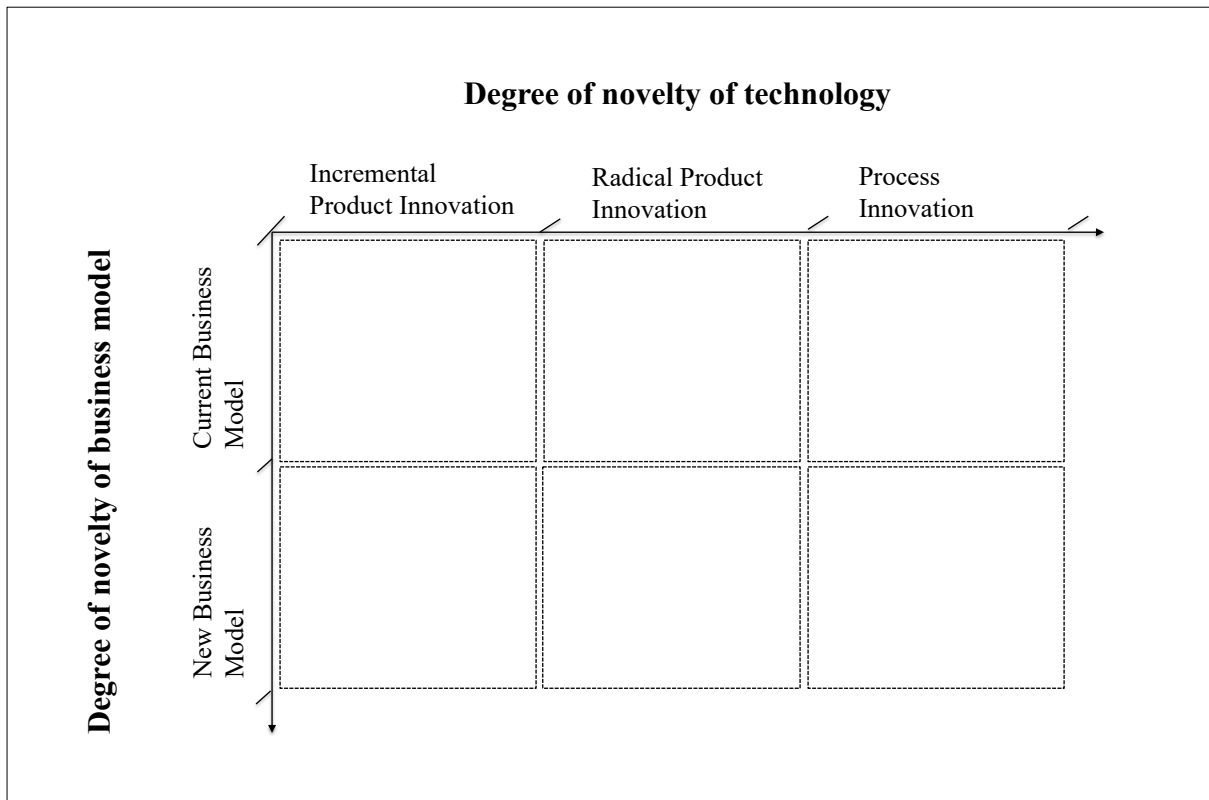 Degree of novelty of technology
Incremental
Product Innovation
Radical Product
Innovation
Process
Innovation
Degree of novelty of business model
Current Business
Model
New Business
Model